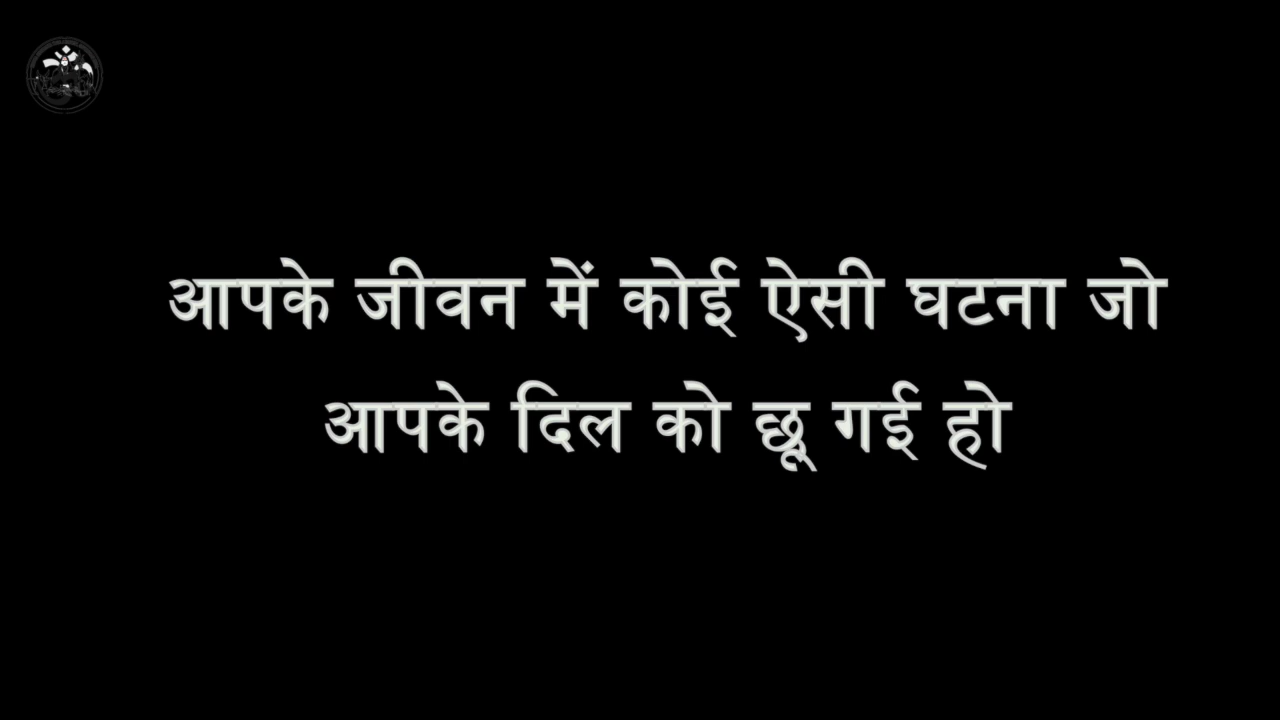 आपके जीवन में कोई ऐसी घटना जो
आपके दिल को छू गई हो